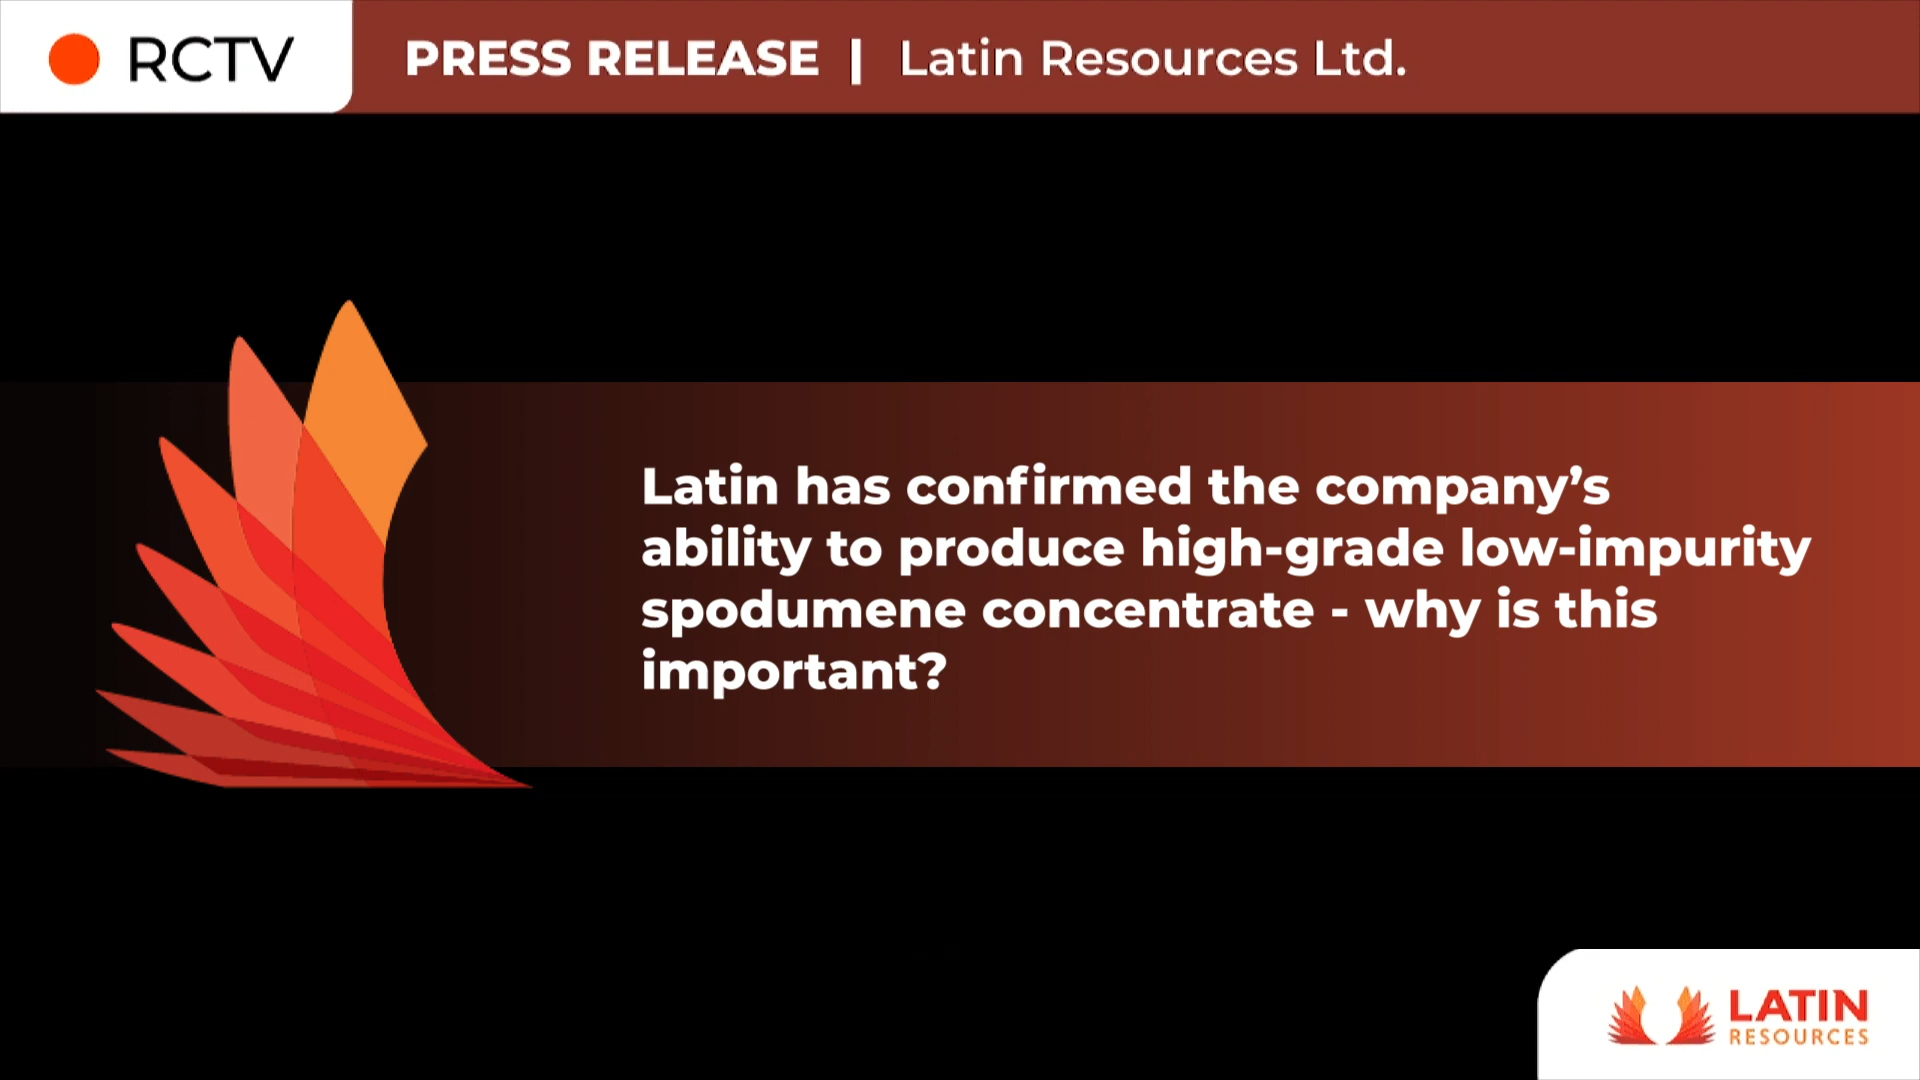 RCTV
PRESS RELEASE | Latin Resources Ltd.
Latin has confirmed the company’s
ability to produce high-grade low-impurity
spodumene concentrate - why is this
important?
LATIN
RESOURCES